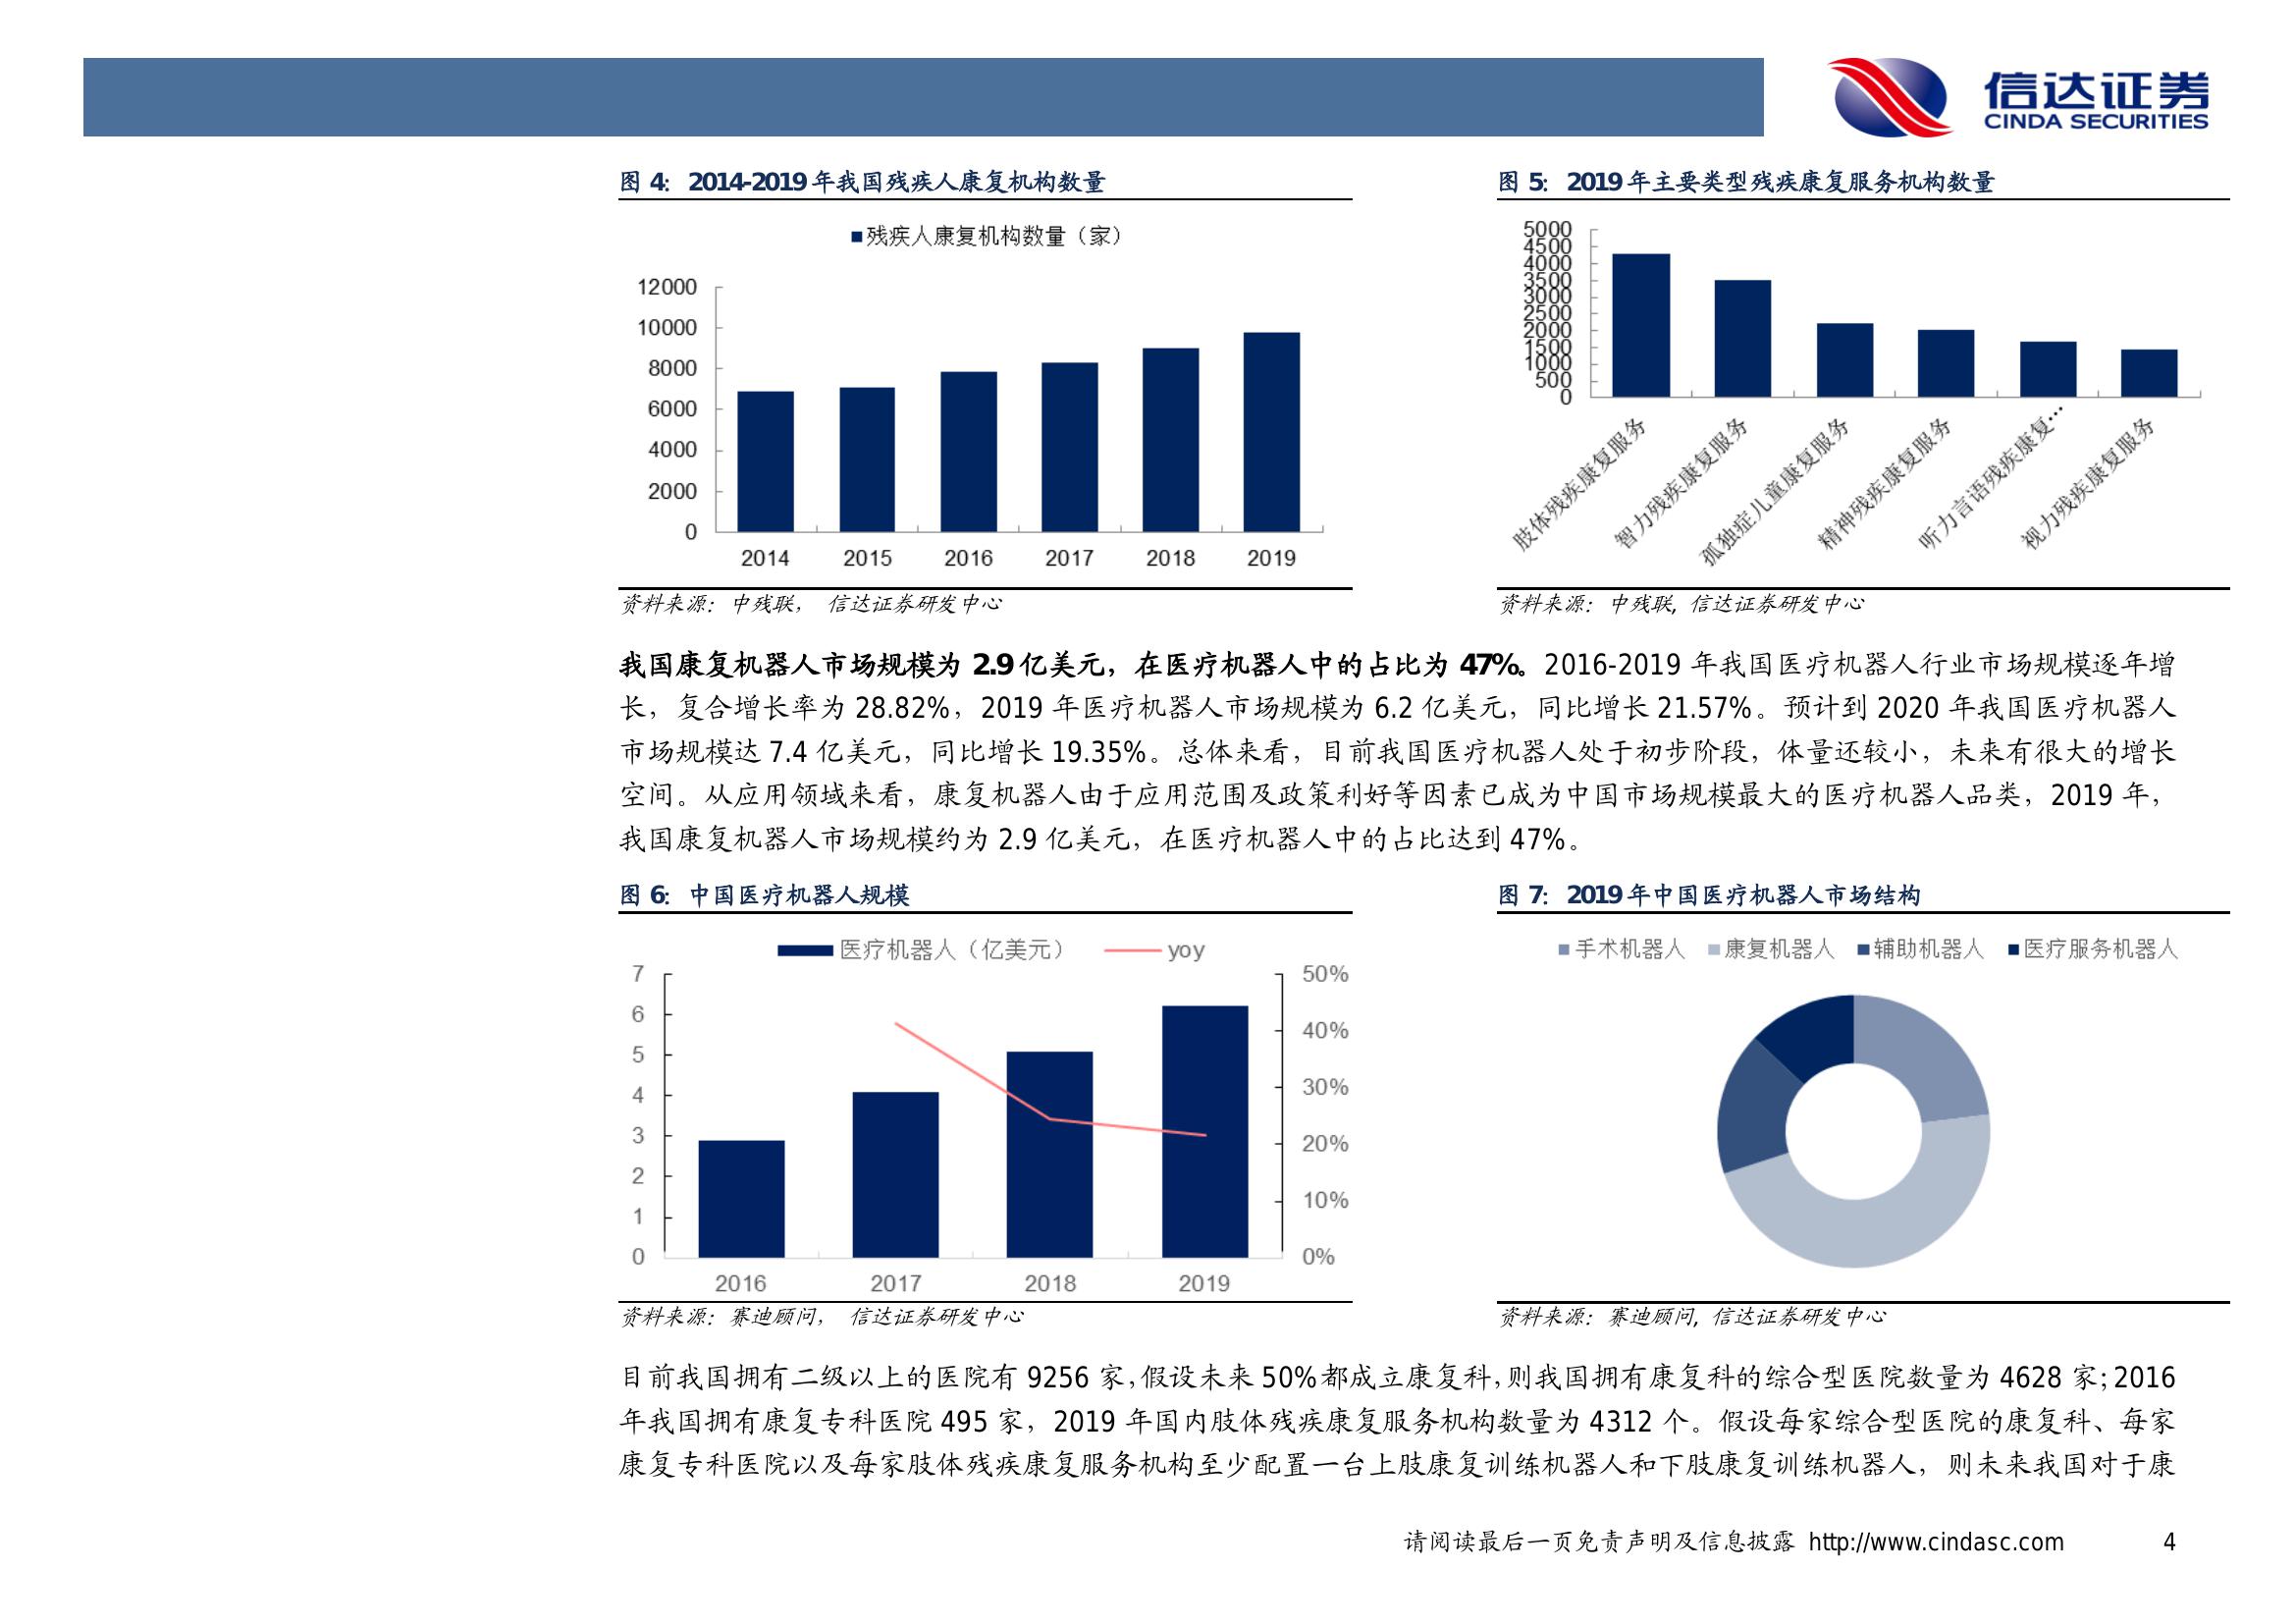 信达证券
CINDA SECURITIES
图 4: 2014-2019年我国残疾人康复机构数量
■残疾人康复机构数量（家）
12000
10000
8000
6000
4000
2000
0
2014 2015 2016 2017 2018 2019
资料来源：中残联， 信达证券研发中心
图 5: 2019年主要类型残疾康复服务机构数量
5000
4500
4000
3500
3000
2500
2000
1500
1000
500
0
肢体残疾康复服务
智力残疾康复服务
孤独症儿童康复服务
精神残疾康复服务
听力言语残疾康复…
视力残疾康复服务
资料来源：中残联, 信达证券研发中心
我国康复机器人市场规模为 2.9亿美元，在医疗机器人中的占比为 47%。2016-2019 年我国医疗机器人行业市场规模逐年增
长，复合增长率为 28.82%，2019 年医疗机器人市场规模为 6.2 亿美元，同比增长 21.57%。预计到 2020 年我国医疗机器人
市场规模达 7.4 亿美元，同比增长 19.35%。总体来看，目前我国医疗机器人处于初步阶段，体量还较小，未来有很大的增长
空间。从应用领域来看，康复机器人由于应用范围及政策利好等因素已成为中国市场规模最大的医疗机器人品类，2019 年，
我国康复机器人市场规模约为 2.9 亿美元，在医疗机器人中的占比达到 47%。
图 6: 中国医疗机器人规模
医疗机器人（亿美元） yoy
7
6
5
4
3
2
1
0
50%
40%
30%
20%
10%
0%
2016 2017 2018 2019
资料来源：赛迪顾问， 信达证券研发中心
图 7: 2019年中国医疗机器人市场结构
■手术机器人 ■康复机器人 ■辅助机器人 ■医疗服务机器人
资料来源：赛迪顾问, 信达证券研发中心
目前我国拥有二级以上的医院有 9256 家，假设未来 50%都成立康复科，则我国拥有康复科的综合型医院数量为 4628 家；2016
年我国拥有康复专科医院 495 家，2019 年国内肢体残疾康复服务机构数量为 4312 个。假设每家综合型医院的康复科、每家
康复专科医院以及每家肢体残疾康复服务机构至少配置一台上肢康复训练机器人和下肢康复训练机器人，则未来我国对于康
请阅读最后一页免责声明及信息披露 http://www.cindasc.com 4